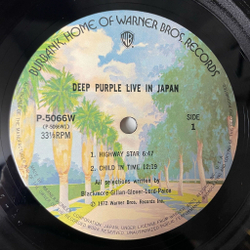 BURBANK, HOME OF WARNER BROS. RECORDS
WB
DEEP PURPLE LIVE IN JAPAN
P-5066W
(P-5066W1)
33⅓RPM
SIDE
1
1. HIGHWAY STAR 6:47
2. CHILD IN TIME 12:19
All selections written by
Blackmore-Gillan-Glover-Lord-Paice
© 1972 Warner Bros. Records Inc.